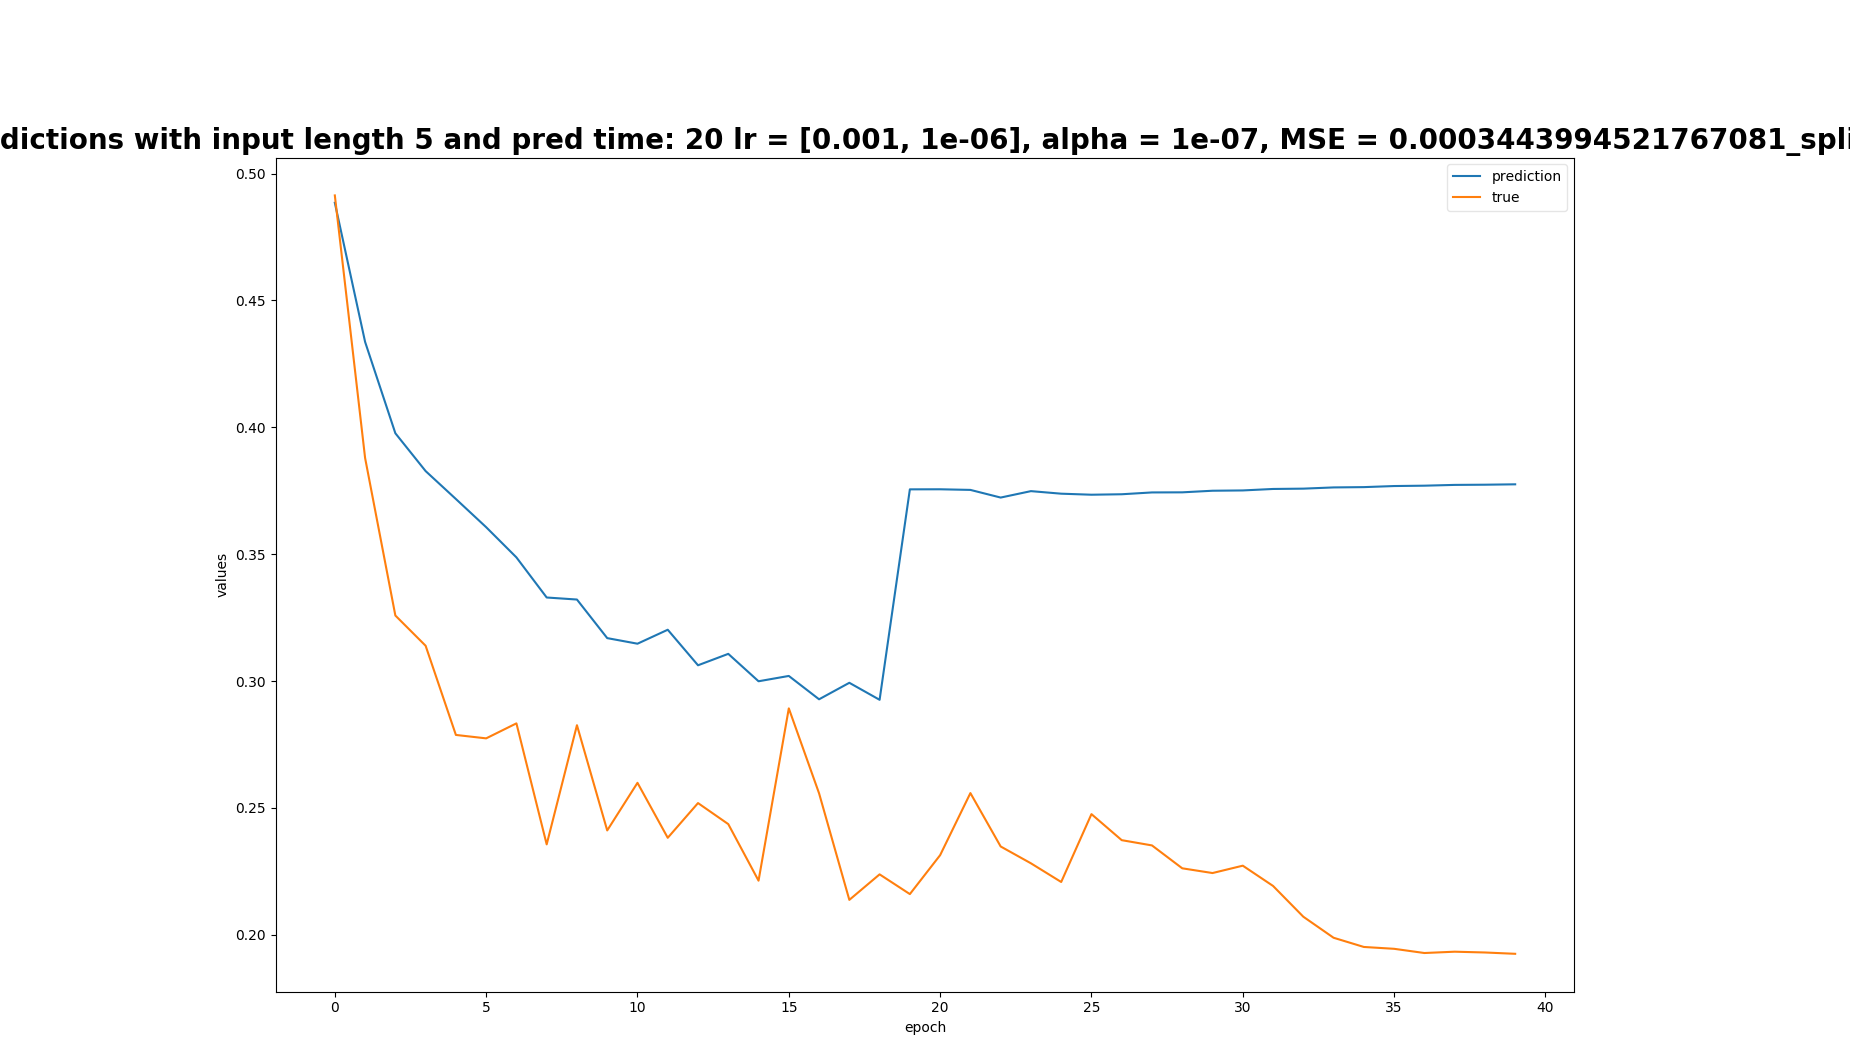 dictions with input length 5 and pred time: 20 lr = [0.001, 1e-06], alpha = 1e-07, MSE = 0.0003443994521767081_spli
prediction
true
0.50
0.45
0.40
0.35
0.30
0.25
0.20
values
0 5 10 15 20 25 30 35 40
epoch